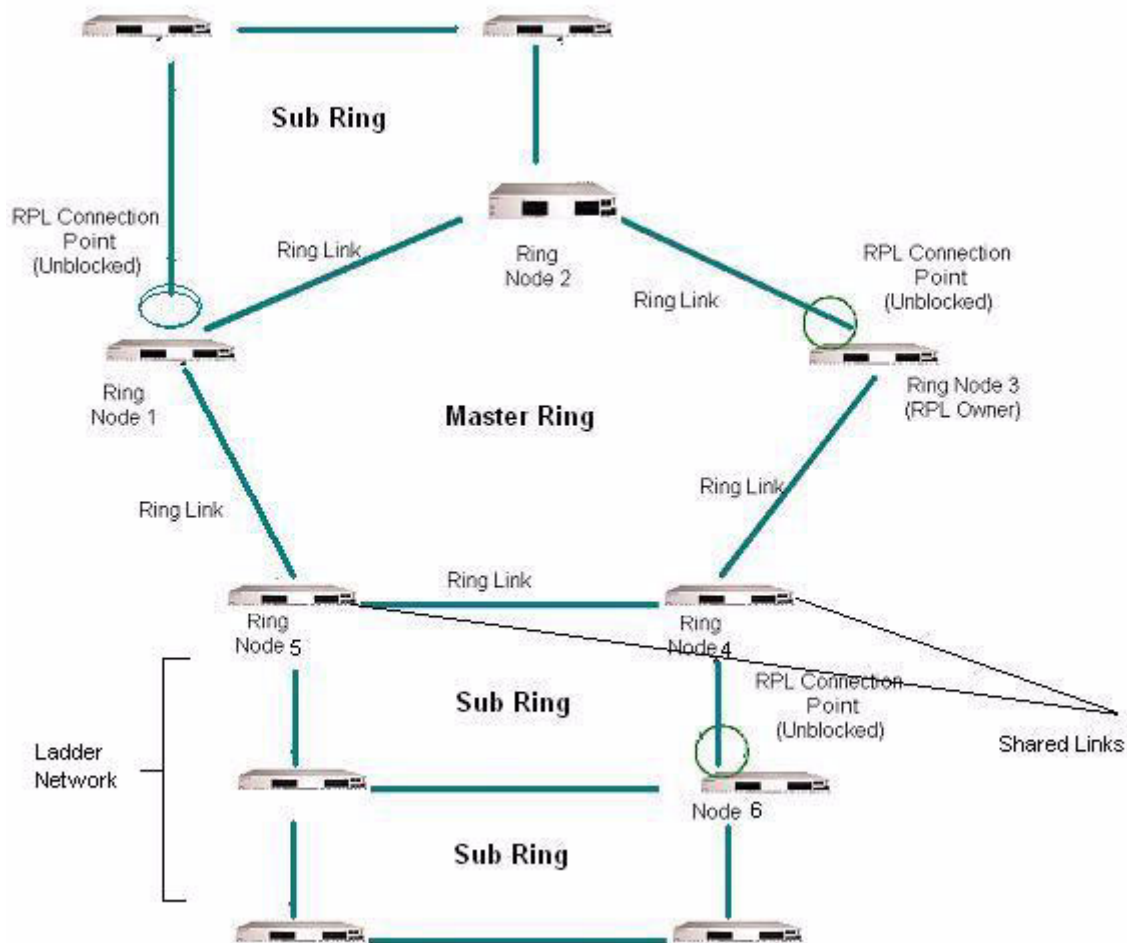 Sub Ring
RPL Connection
Point
(Unblocked)
Ring Link
Ring
Node 2
RPL Connection
Point
(Unblocked)
Ring Link
Ring
Node 1
Ring Node 3
(RPL Owner)
Master Ring
Ring Link
Ring Link
Ring Link
Ring
Node 5
Ring
Node 4
Sub Ring
RPL Connection
Point
(Unblocked)
Shared Links
Ladder
Network
Node 6
Sub Ring